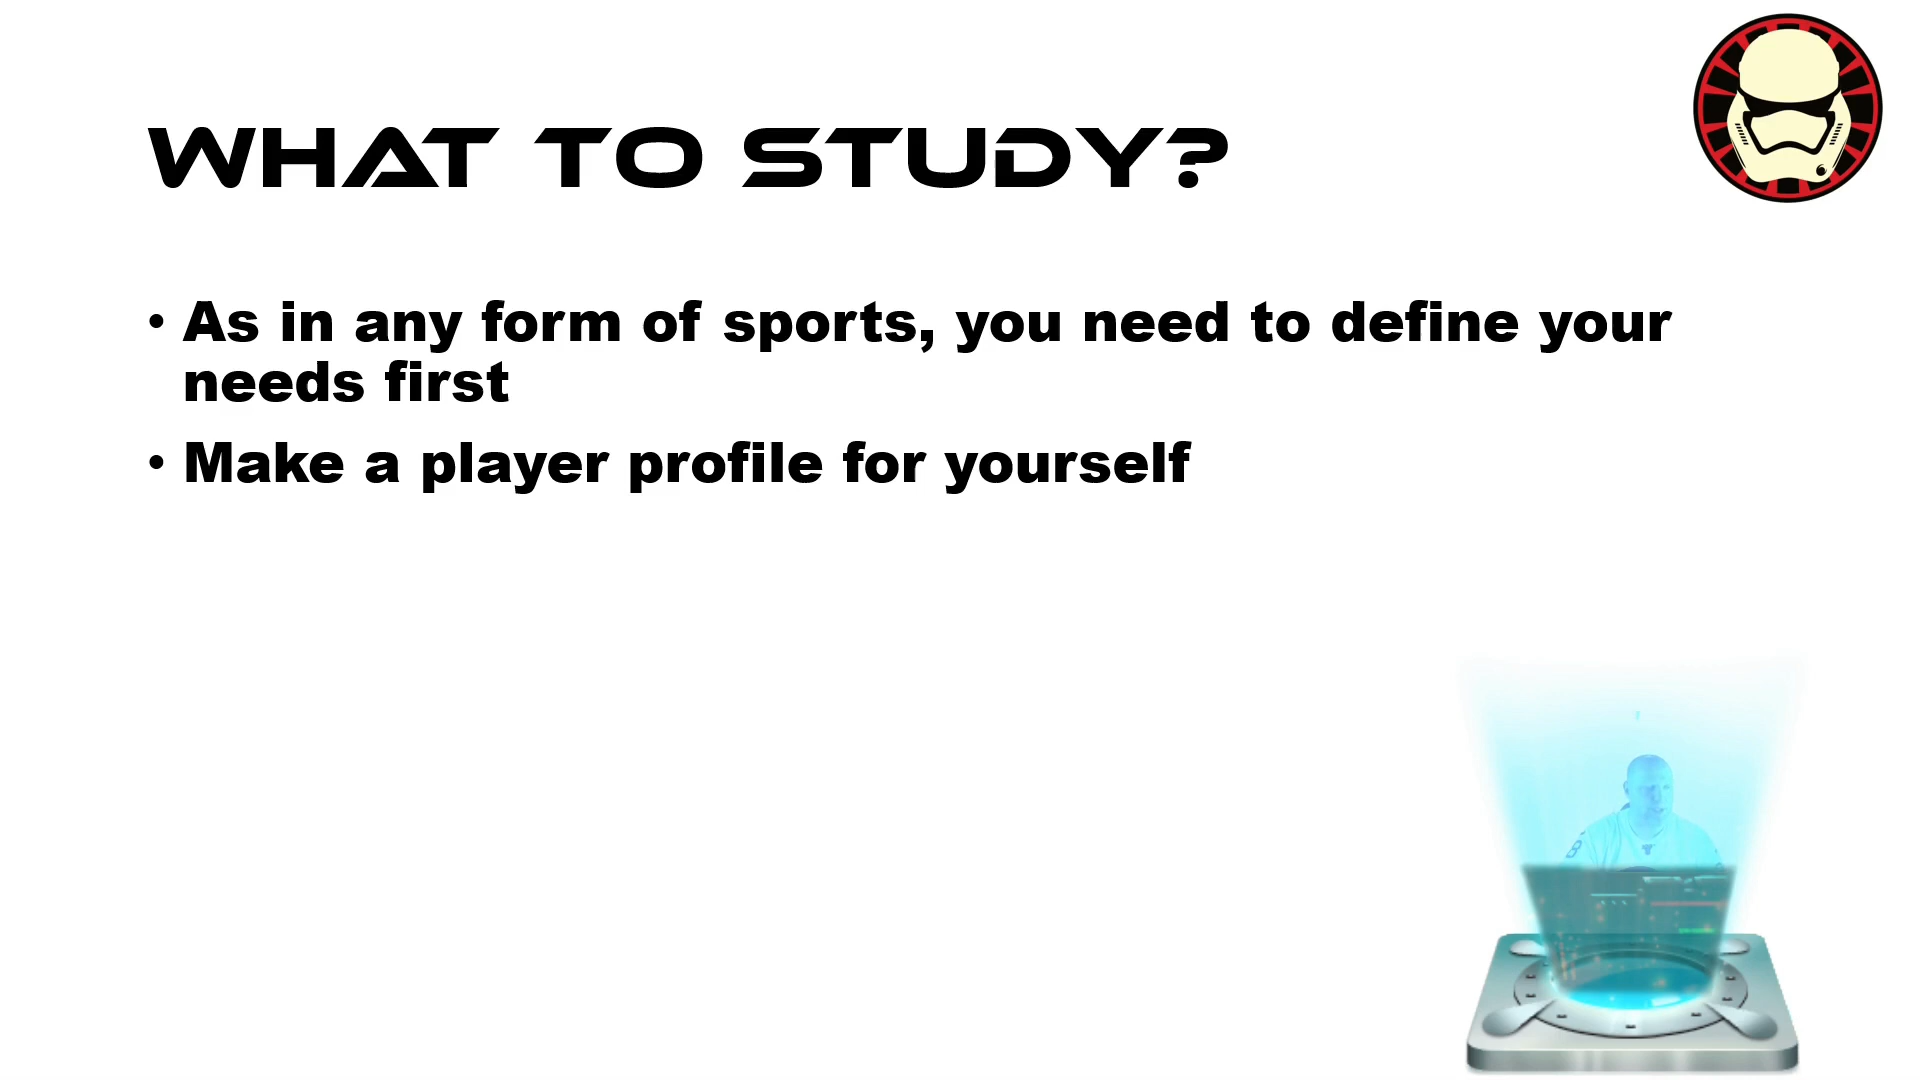 WHAT TO STUDY?
• As in any form of sports, you need to define your
needs first
• Make a player profile for yourself